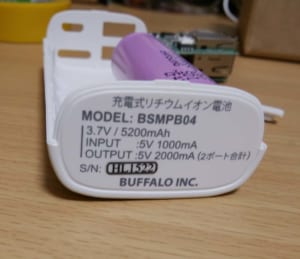 充電式リチウムイオン電池
MODEL: BSMPB04
3.7V / 5200mAh
INPUT :5V 1000mA
OUTPUT :5V 2000mA (2ポート合計)
S/N: HL1522
BUFFALO INC.